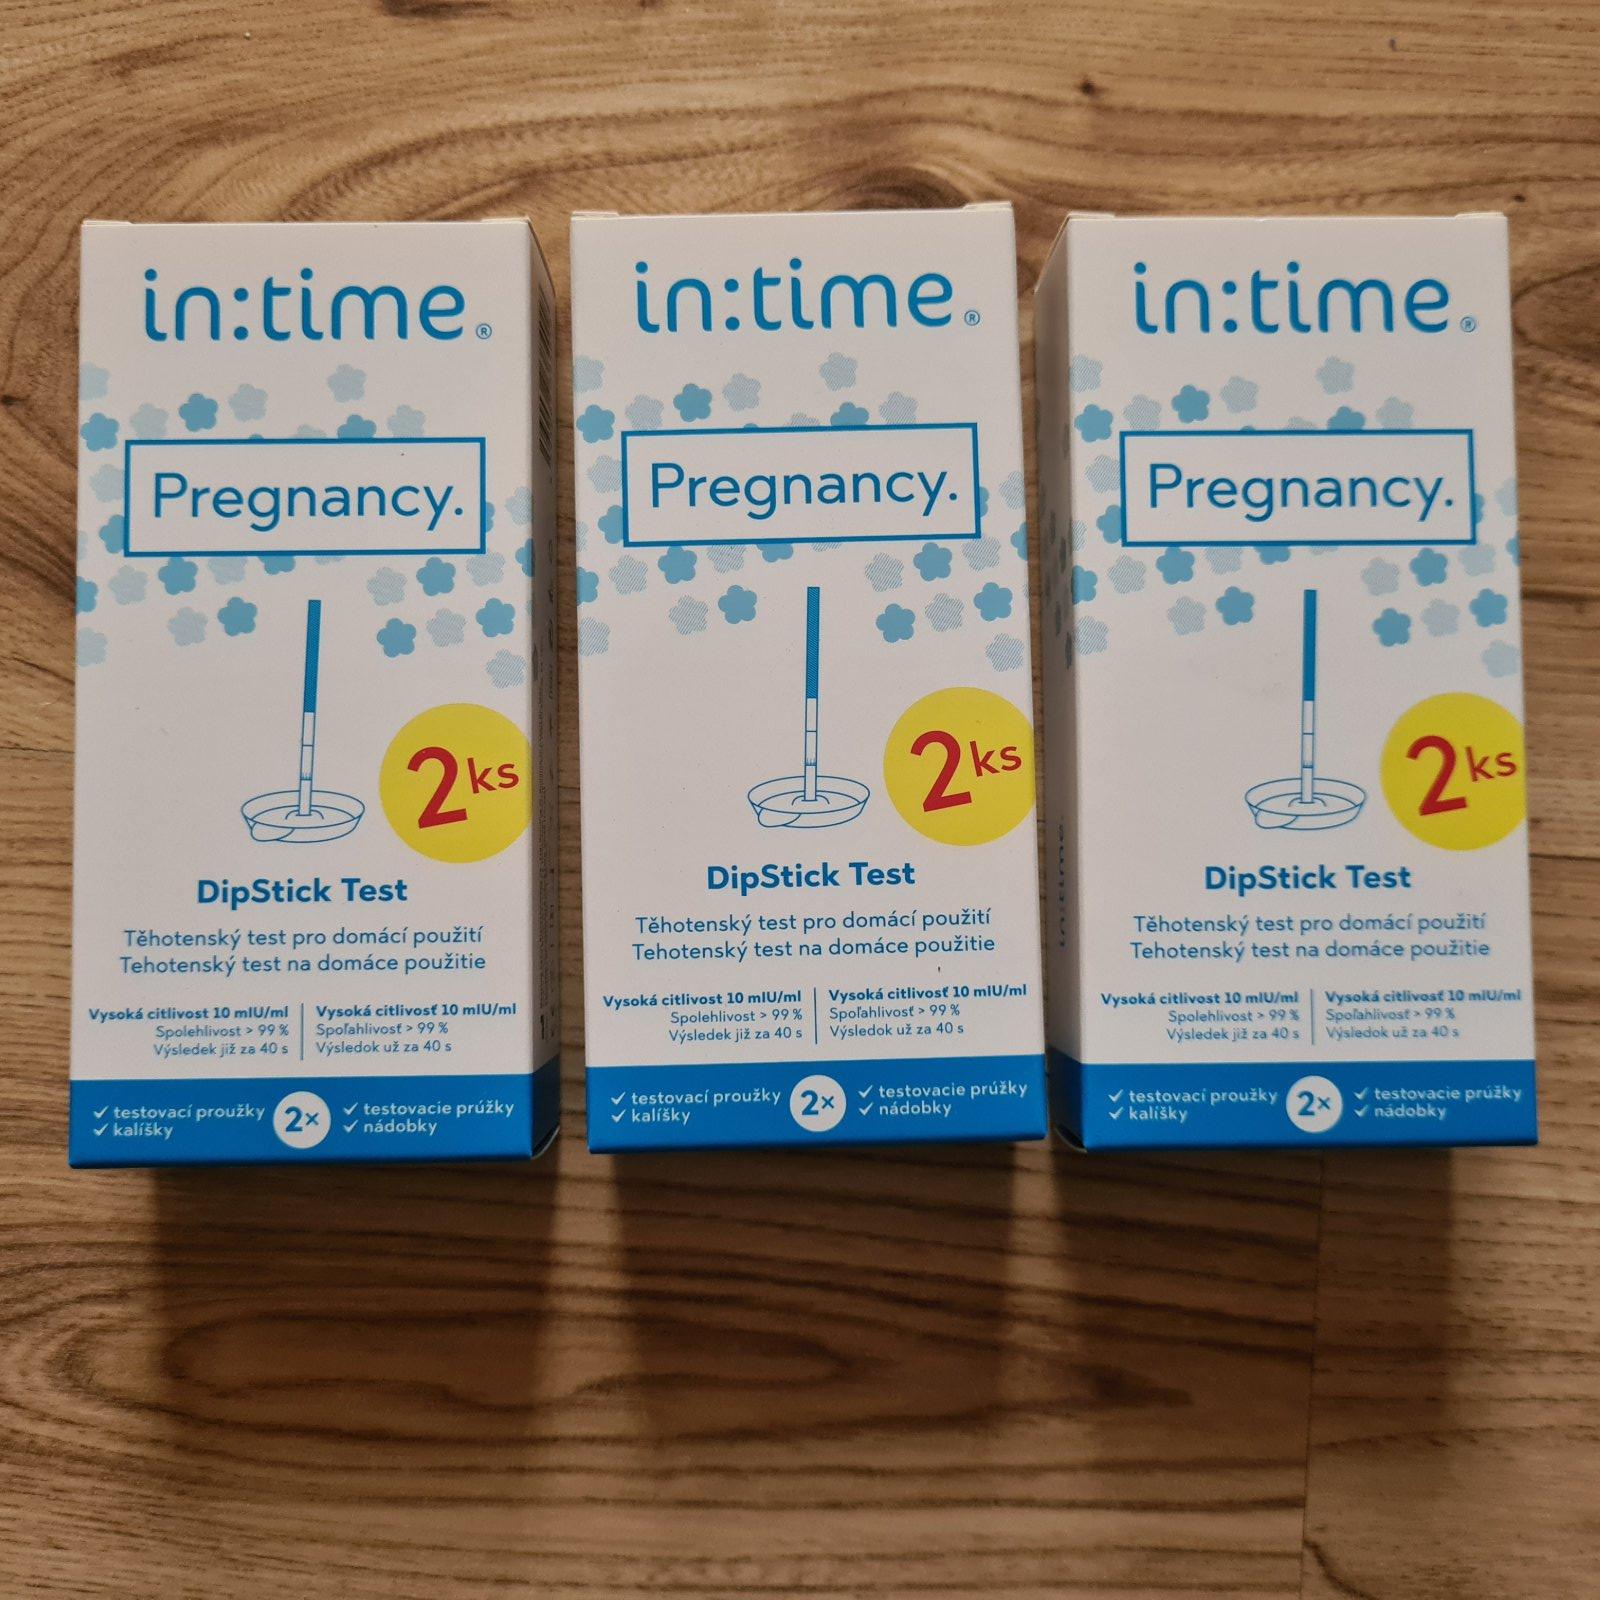 in:time®
Pregnancy.
2ks
DipStick Test
Těhotenský test pro domácí použití
Tehotenský test na domáce použitie
Vysoká citlivost 10 mIU/ml
Spolehlivost > 99 %
Výsledek již za 40 s
Vysoká citlivosť 10 mIU/ml
Spoľahlivosť > 99 %
Výsledok už za 40 s
✓ testovací proužky
✓ kalíšky
2×
✓ testovacie prúžky
✓ nádobky
in:time®
Pregnancy.
2ks
DipStick Test
Těhotenský test pro domácí použití
Tehotenský test na domáce použitie
Vysoká citlivost 10 mIU/ml
Spolehlivost > 99 %
Výsledek již za 40 s
Vysoká citlivosť 10 mIU/ml
Spoľahlivosť > 99 %
Výsledok už za 40 s
✓ testovací proužky
✓ kalíšky
2×
✓ testovacie prúžky
✓ nádobky
in:time.
in:time®
Pregnancy.
2ks
DipStick Test
Těhotenský test pro domácí použití
Tehotenský test na domáce použitie
Vysoká citlivost 10 mIU/ml
Spolehlivost > 99 %
Výsledek již za 40 s
Vysoká citlivosť 10 mIU/ml
Spoľahlivosť > 99 %
Výsledok už za 40 s
✓ testovací proužky
✓ kalíšky
2×
✓ testovacie prúžky
✓ nádobky